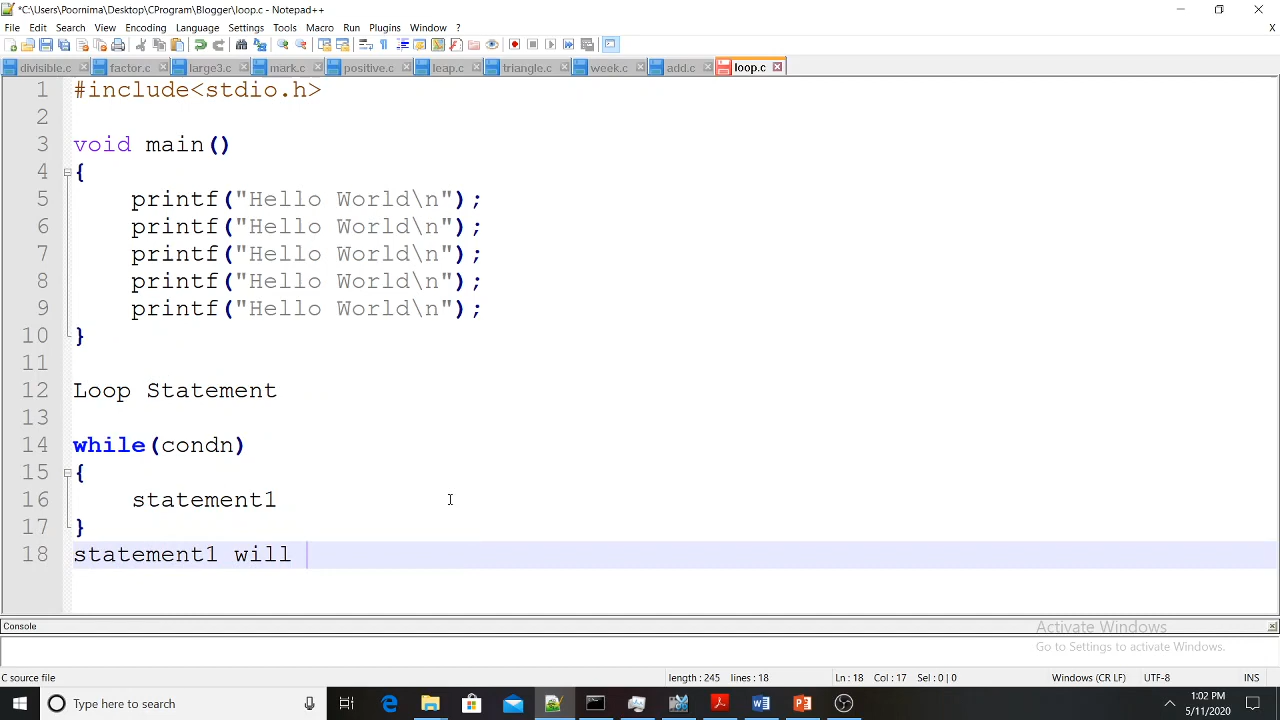 *C:\Users\Poornima\Desktop\CProgram\Blogger\loop.c - Notepad++
File Edit Search View Encoding Language Settings Tools Macro Run Plugins Window ? X
divisible.c factor.c large3.c mark.c positive.c leap.c triangle.c week.c add.c loop.c
1 #include<stdio.h>
2
3 void main()
4 {
5 printf("Hello World\n");
6 printf("Hello World\n");
7 printf("Hello World\n");
8 printf("Hello World\n");
9 printf("Hello World\n");
10 }
11
12 Loop Statement
13
14 while(condn)
15 {
16 statement1
17 }
18 statement1 will
Console
Activate Windows
Go to Settings to activate Windows.
C source file length : 245 lines : 18 Ln : 18 Col : 17 Sel : 0 | 0 Windows (CR LF) UTF-8 INS
Type here to search
1:02 PM
5/11/2020